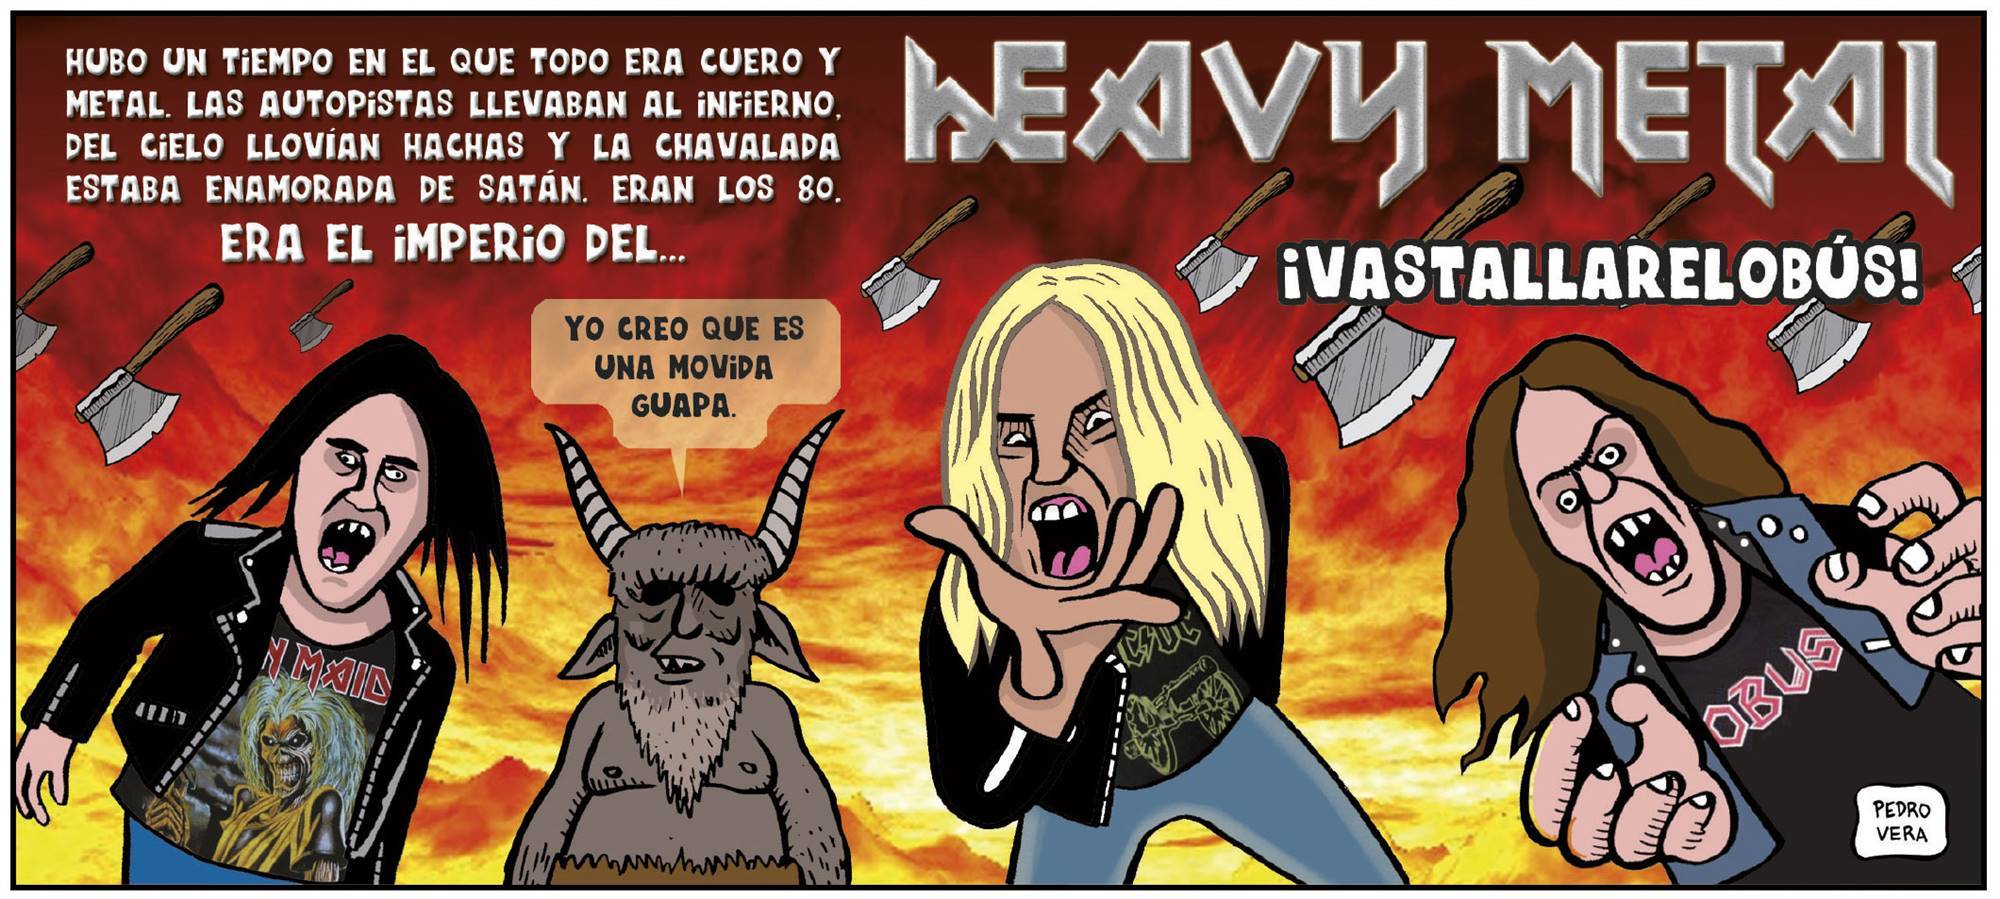 HUBO UN TiEMPO EN EL QUE TODO ERA CUERO Y
METAL. LAS AUTOPiSTAS LLEVABAN AL iNFiERNO,
DEL CiELO LLOVÍAN HACHAS Y LA CHAVALADA
ESTABA ENAMORADA DE SATÁN. ERAN LOS 80.
ERA EL iMPERiO DEL...
HEAVY METAL
¡VASTALLARELOBÚS!
YO CREO QUE ES
UNA MOViDA
GUAPA.
N MAID
C/DC
OBUS
PEDRO
VERA